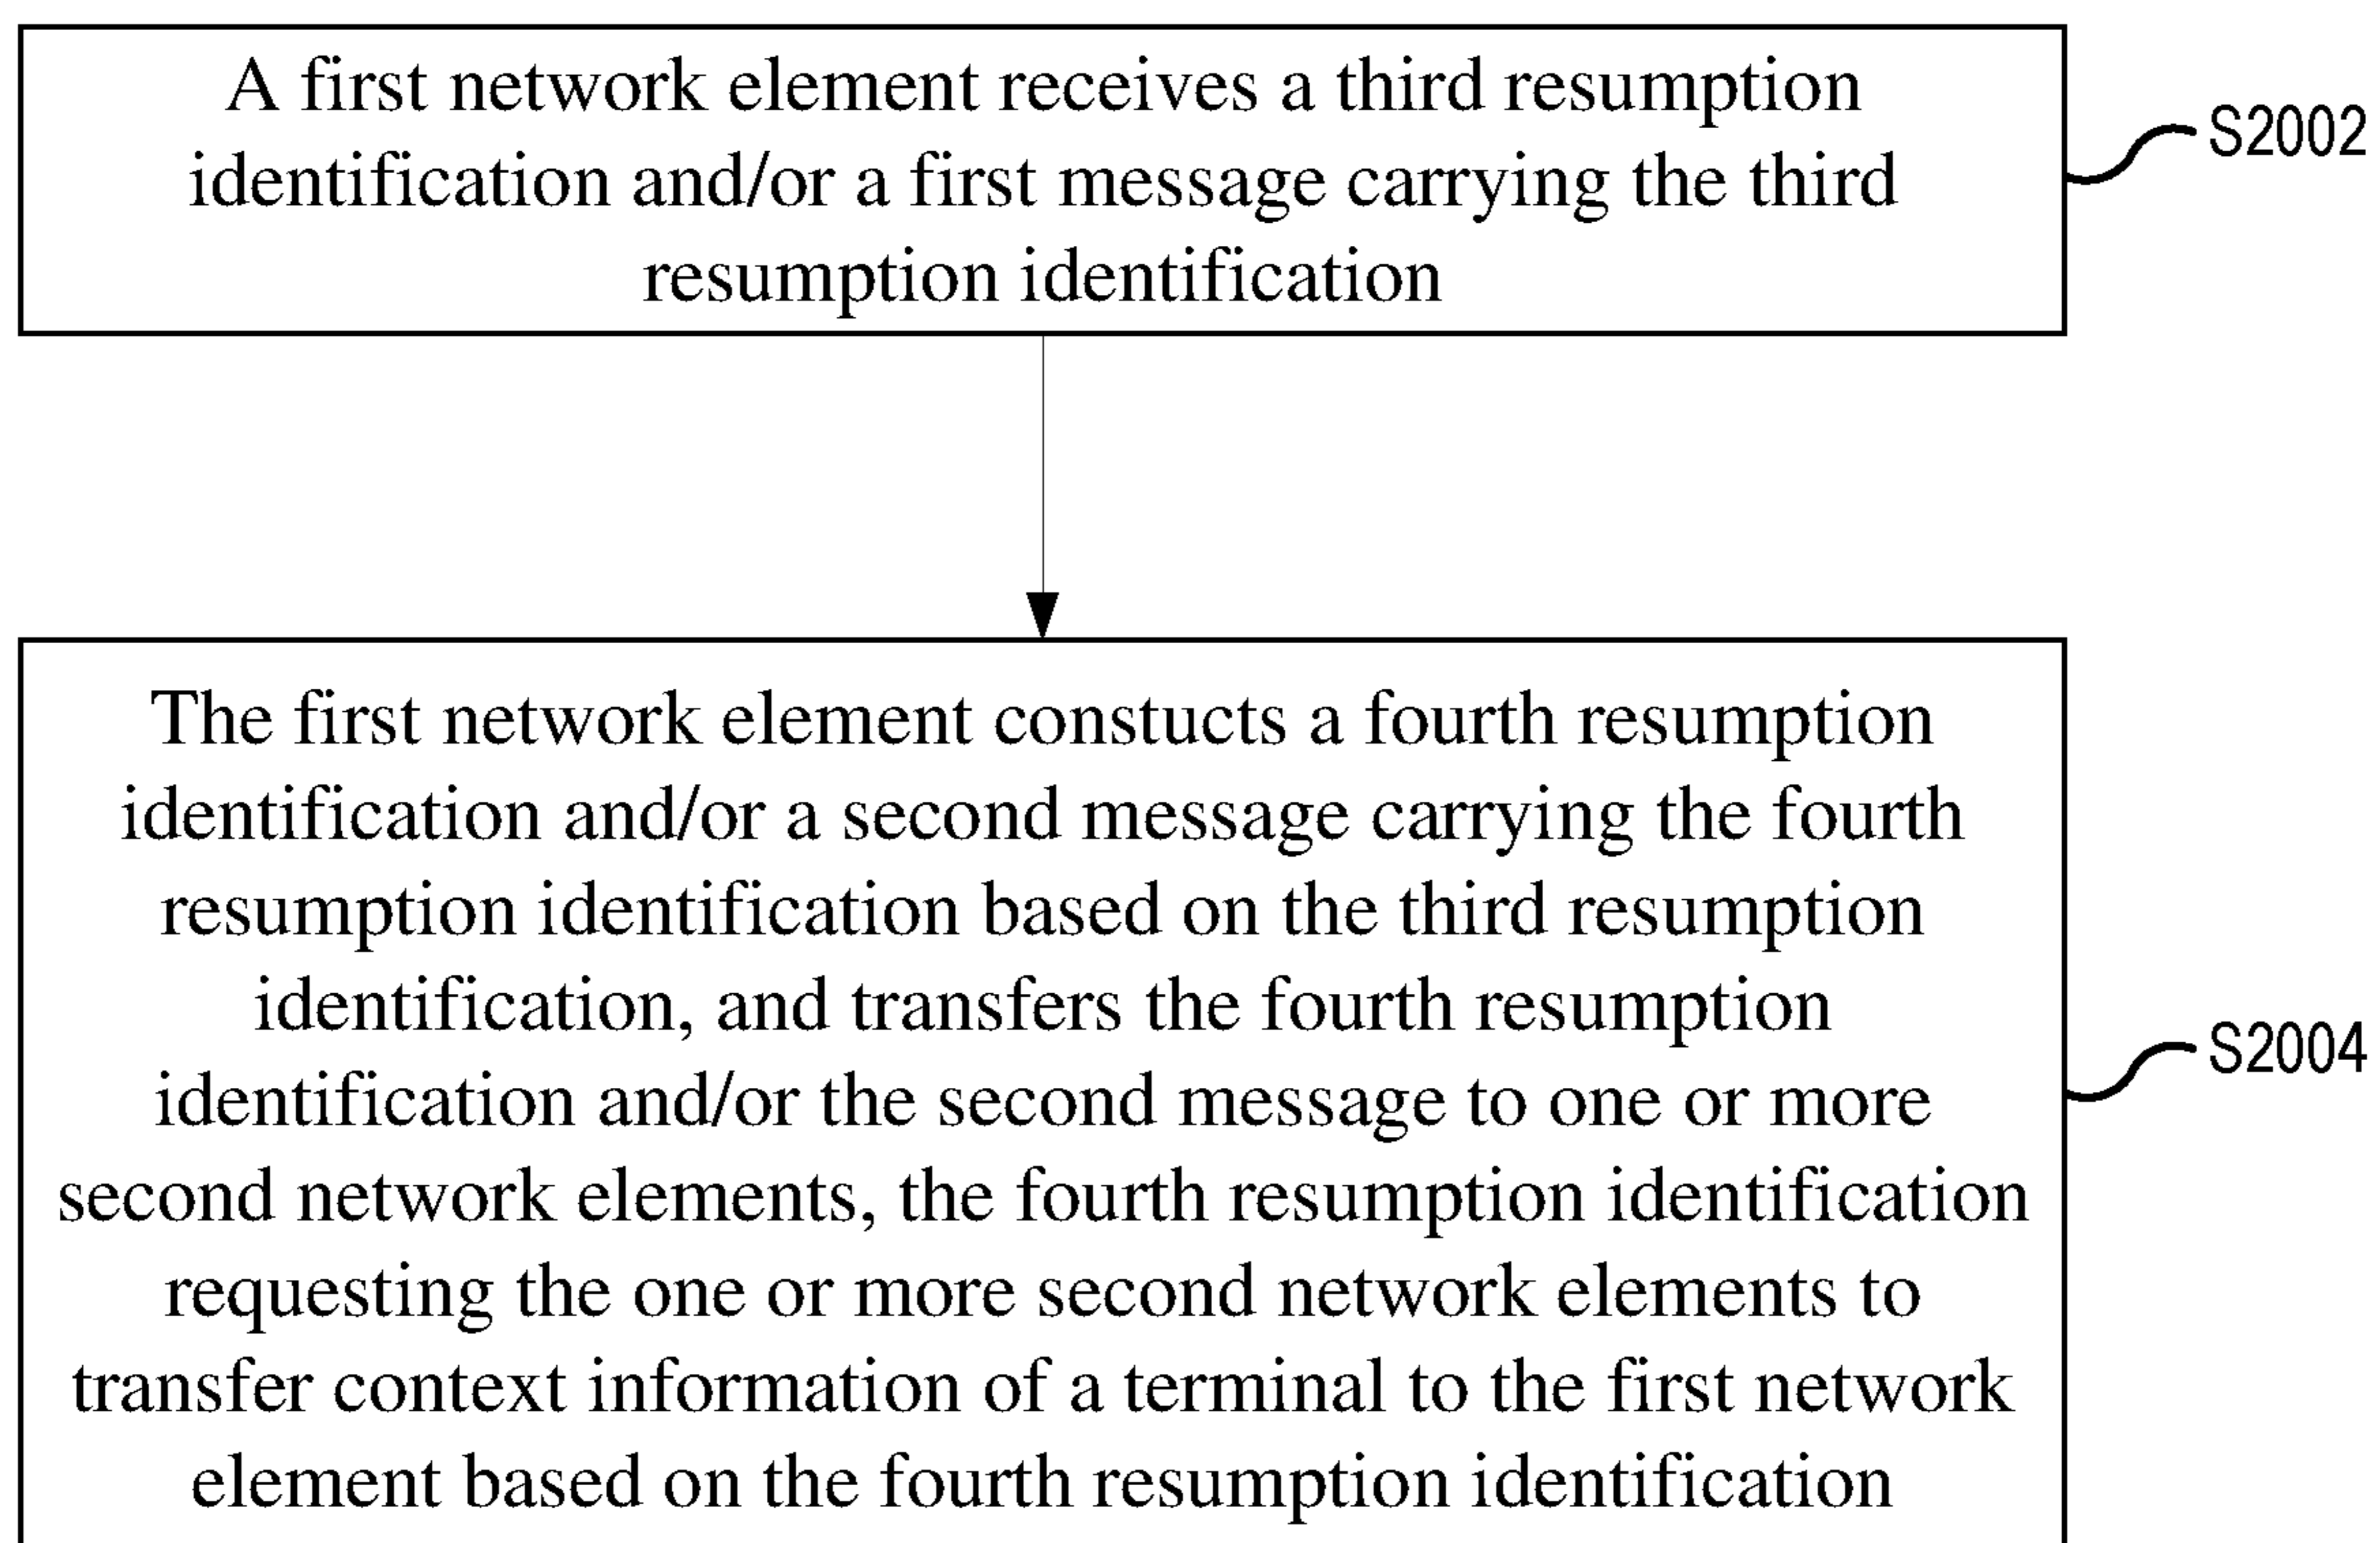 A first network element receives a third resumption
identification and/or a first message carrying the third
resumption identification
S2002
The first network element constucts a fourth resumption
identification and/or a second message carrying the fourth
resumption identification based on the third resumption
identification, and transfers the fourth resumption
identification and/or the second message to one or more
second network elements, the fourth resumption identification
requesting the one or more second network elements to
transfer context information of a terminal to the first network
element based on the fourth resumption identification
S2004